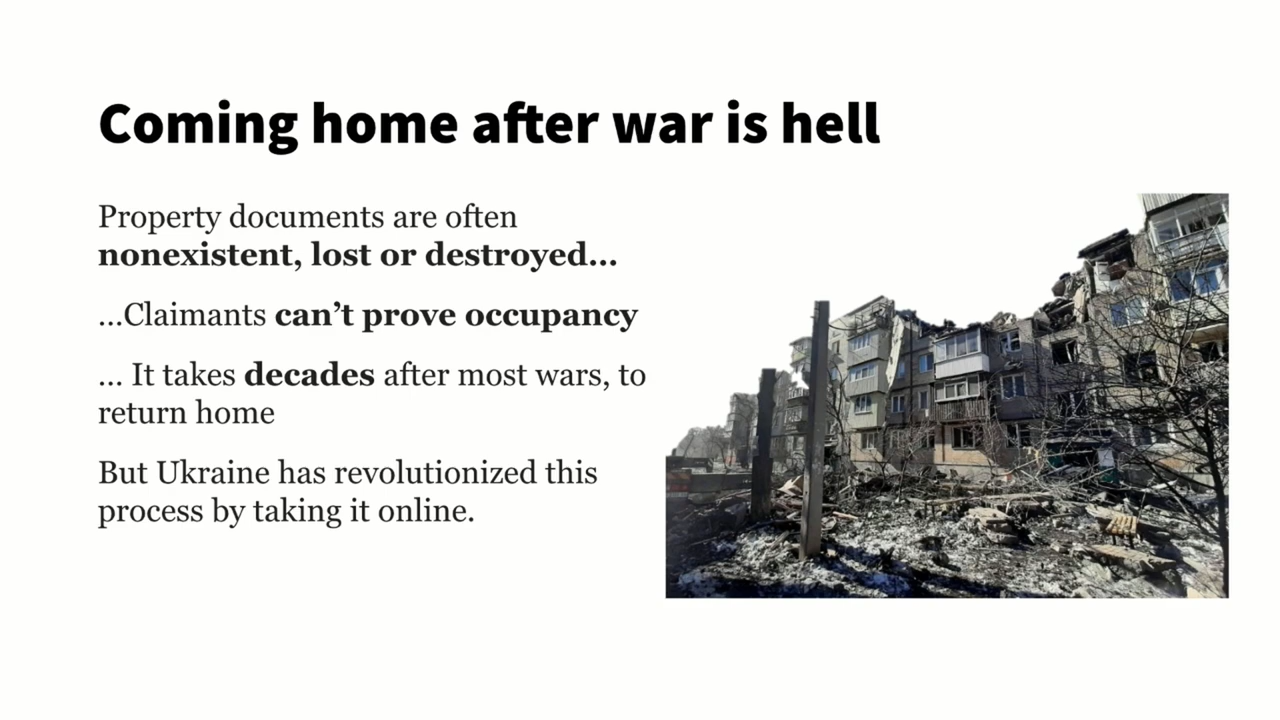 Coming home after war is hell
Property documents are often
nonexistent, lost or destroyed…
…Claimants can’t prove occupancy
… It takes decades after most wars, to
return home
But Ukraine has revolutionized this
process by taking it online.